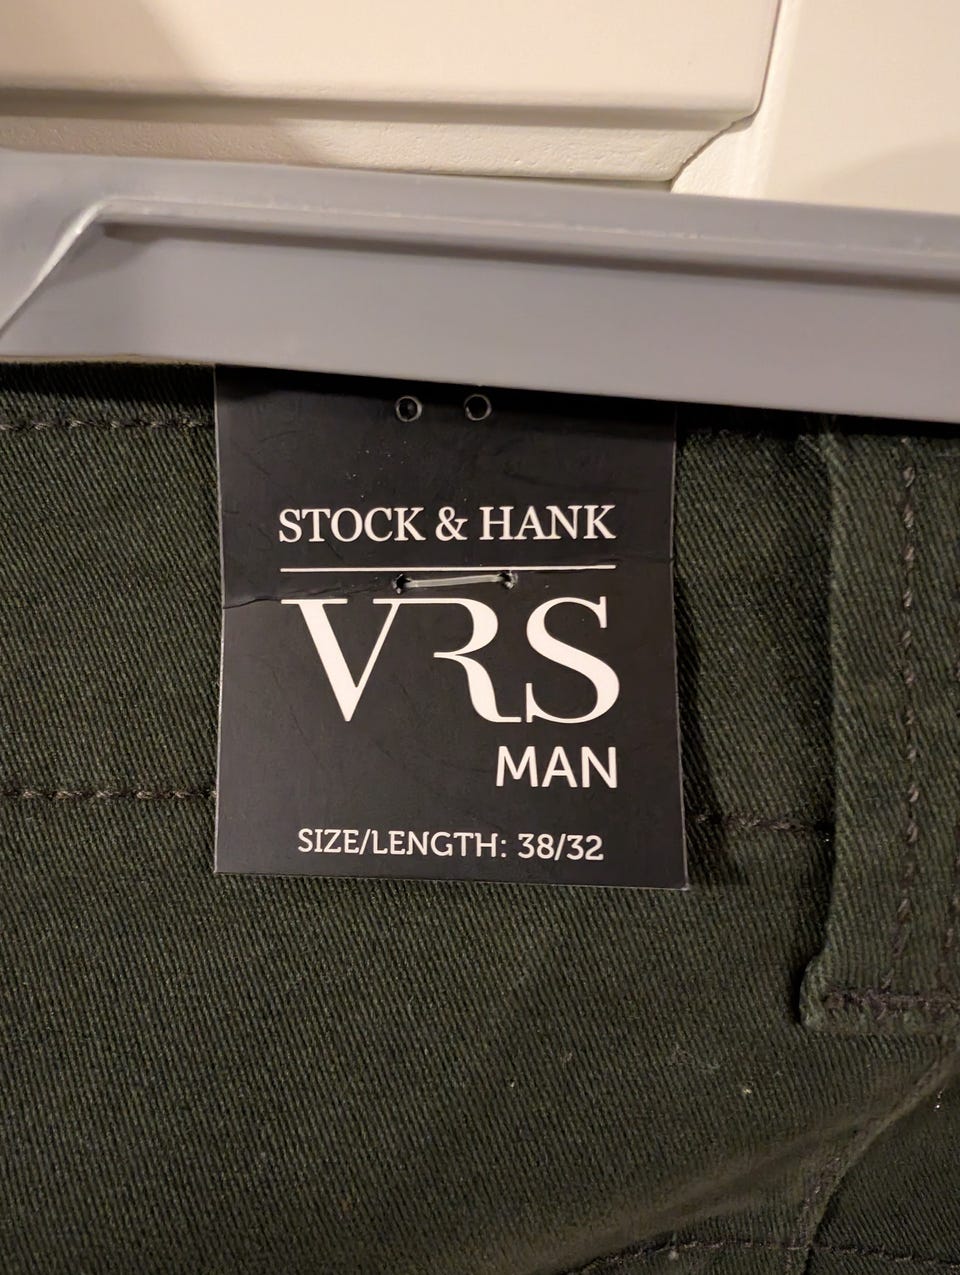 STOCK & HANK
VRS
MAN
SIZE/LENGTH: 38/32